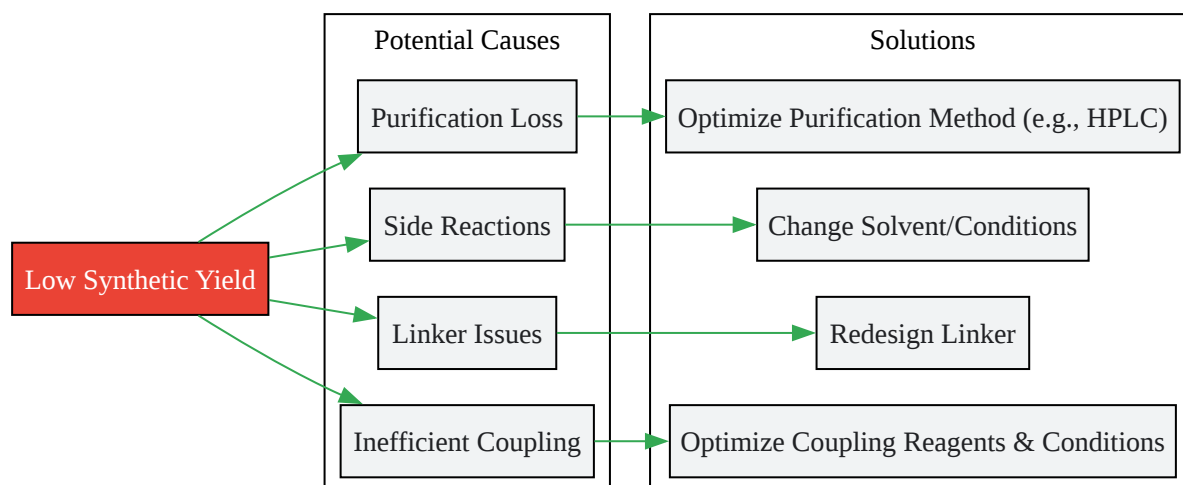 Potential Causes
Solutions
Purification Loss
Optimize Purification Method (e.g., HPLC)
Side Reactions
Change Solvent/Conditions
Low Synthetic Yield
Linker Issues
Redesign Linker
Inefficient Coupling
Optimize Coupling Reagents & Conditions